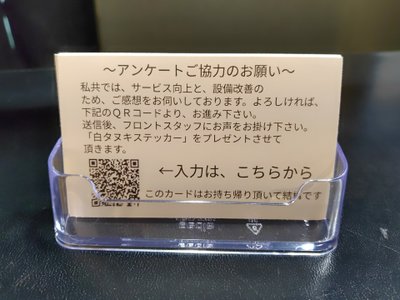 ～アンケートご協力のお願い～
私共では、サービス向上と、設備改善の
ため、ご感想をお伺いしております。よろしければ、
下記のＱＲコードより、お進み下さい。
送信後、フロントスタッフにお声をお掛け下さい。
「白タヌキステッカー」をプレゼントさせて
頂きます。
←入力は、こちらから
このカードはお持ち帰り頂いて結構です